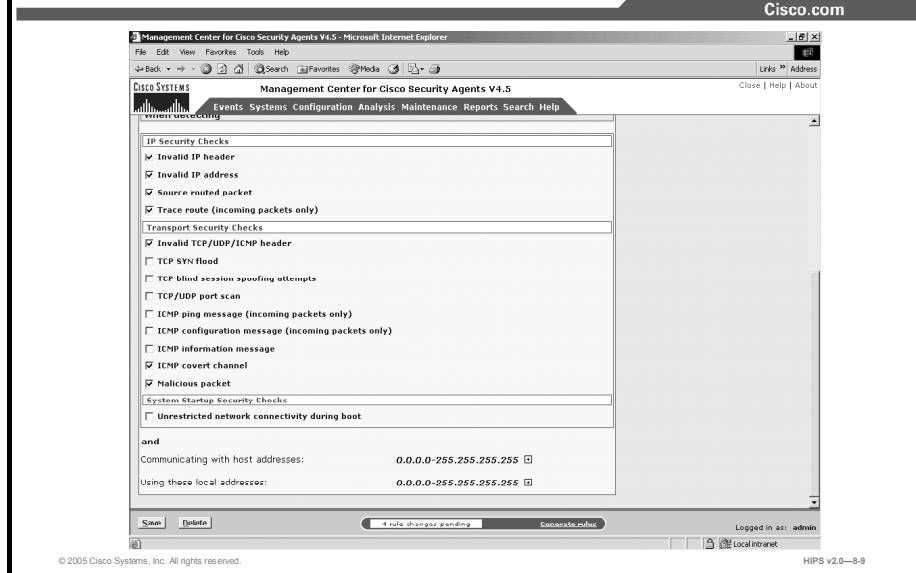 Cisco.com
Management Center for Cisco Security Agents V4.5 - Microsoft Internet Explorer
File Edit View Favorites Tools Help
Back Search Favorites Media Links » Address
CISCO SYSTEMS
Management Center for Cisco Security Agents V4.5
Close | Help | About
Events Systems Configuration Analysis Maintenance Reports Search Help
When detecting
IP Security Checks
Invalid IP header
Invalid IP address
Source routed packet
Trace route (incoming packets only)
Transport Security Checks
Invalid TCP/UDP/ICMP header
TCP SYN flood
TCP blind session spoofing attempts
TCP/UDP port scan
ICMP ping message (incoming packets only)
ICMP configuration message (incoming packets only)
ICMP information message
ICMP covert channel
Malicious packet
System Startup Security Checks
Unrestricted network connectivity during boot
and
Communicating with host addresses: 0.0.0.0-255.255.255.255
Using these local addresses: 0.0.0.0-255.255.255.255
Save Delete 4 rule changes pending Generate rules Logged in as: admin
Local intranet
© 2005 Cisco Systems, Inc. All rights reserved. HIPS v2.0—8-9